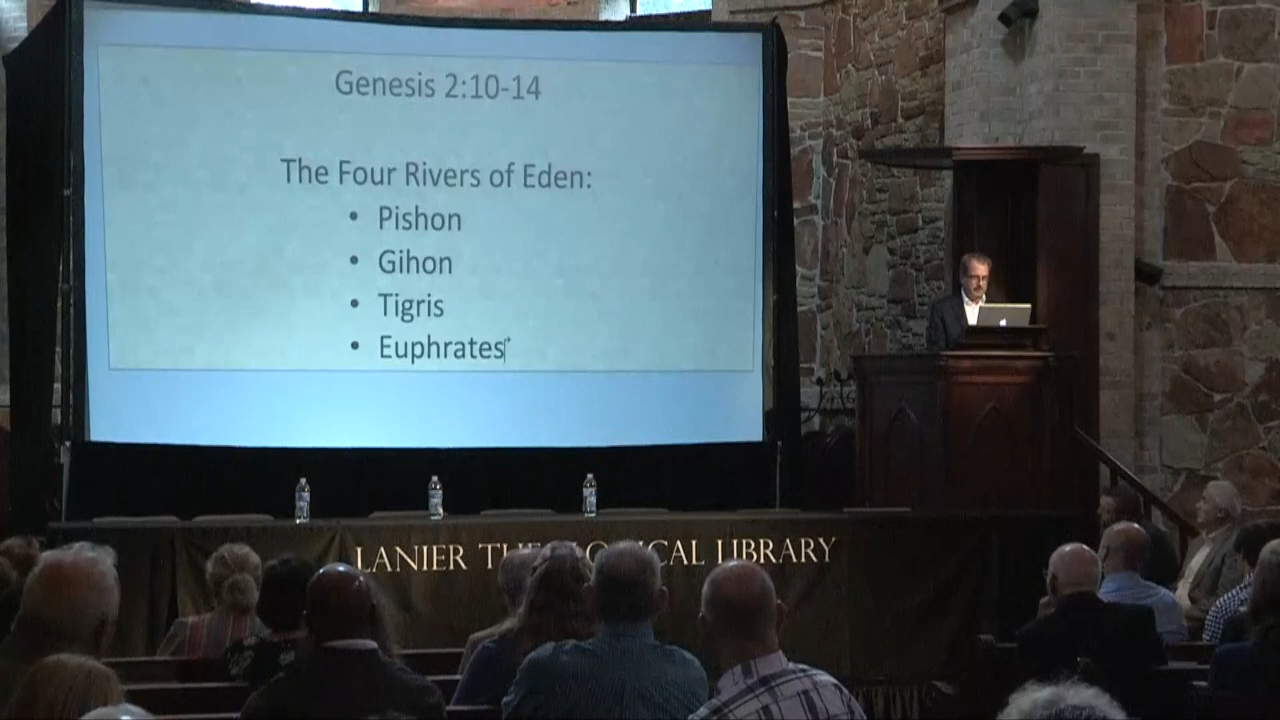 Genesis 2:10-14
The Four Rivers of Eden:
• Pishon
• Gihon
• Tigris
• Euphrates
LANIER THEOLOGICAL LIBRARY